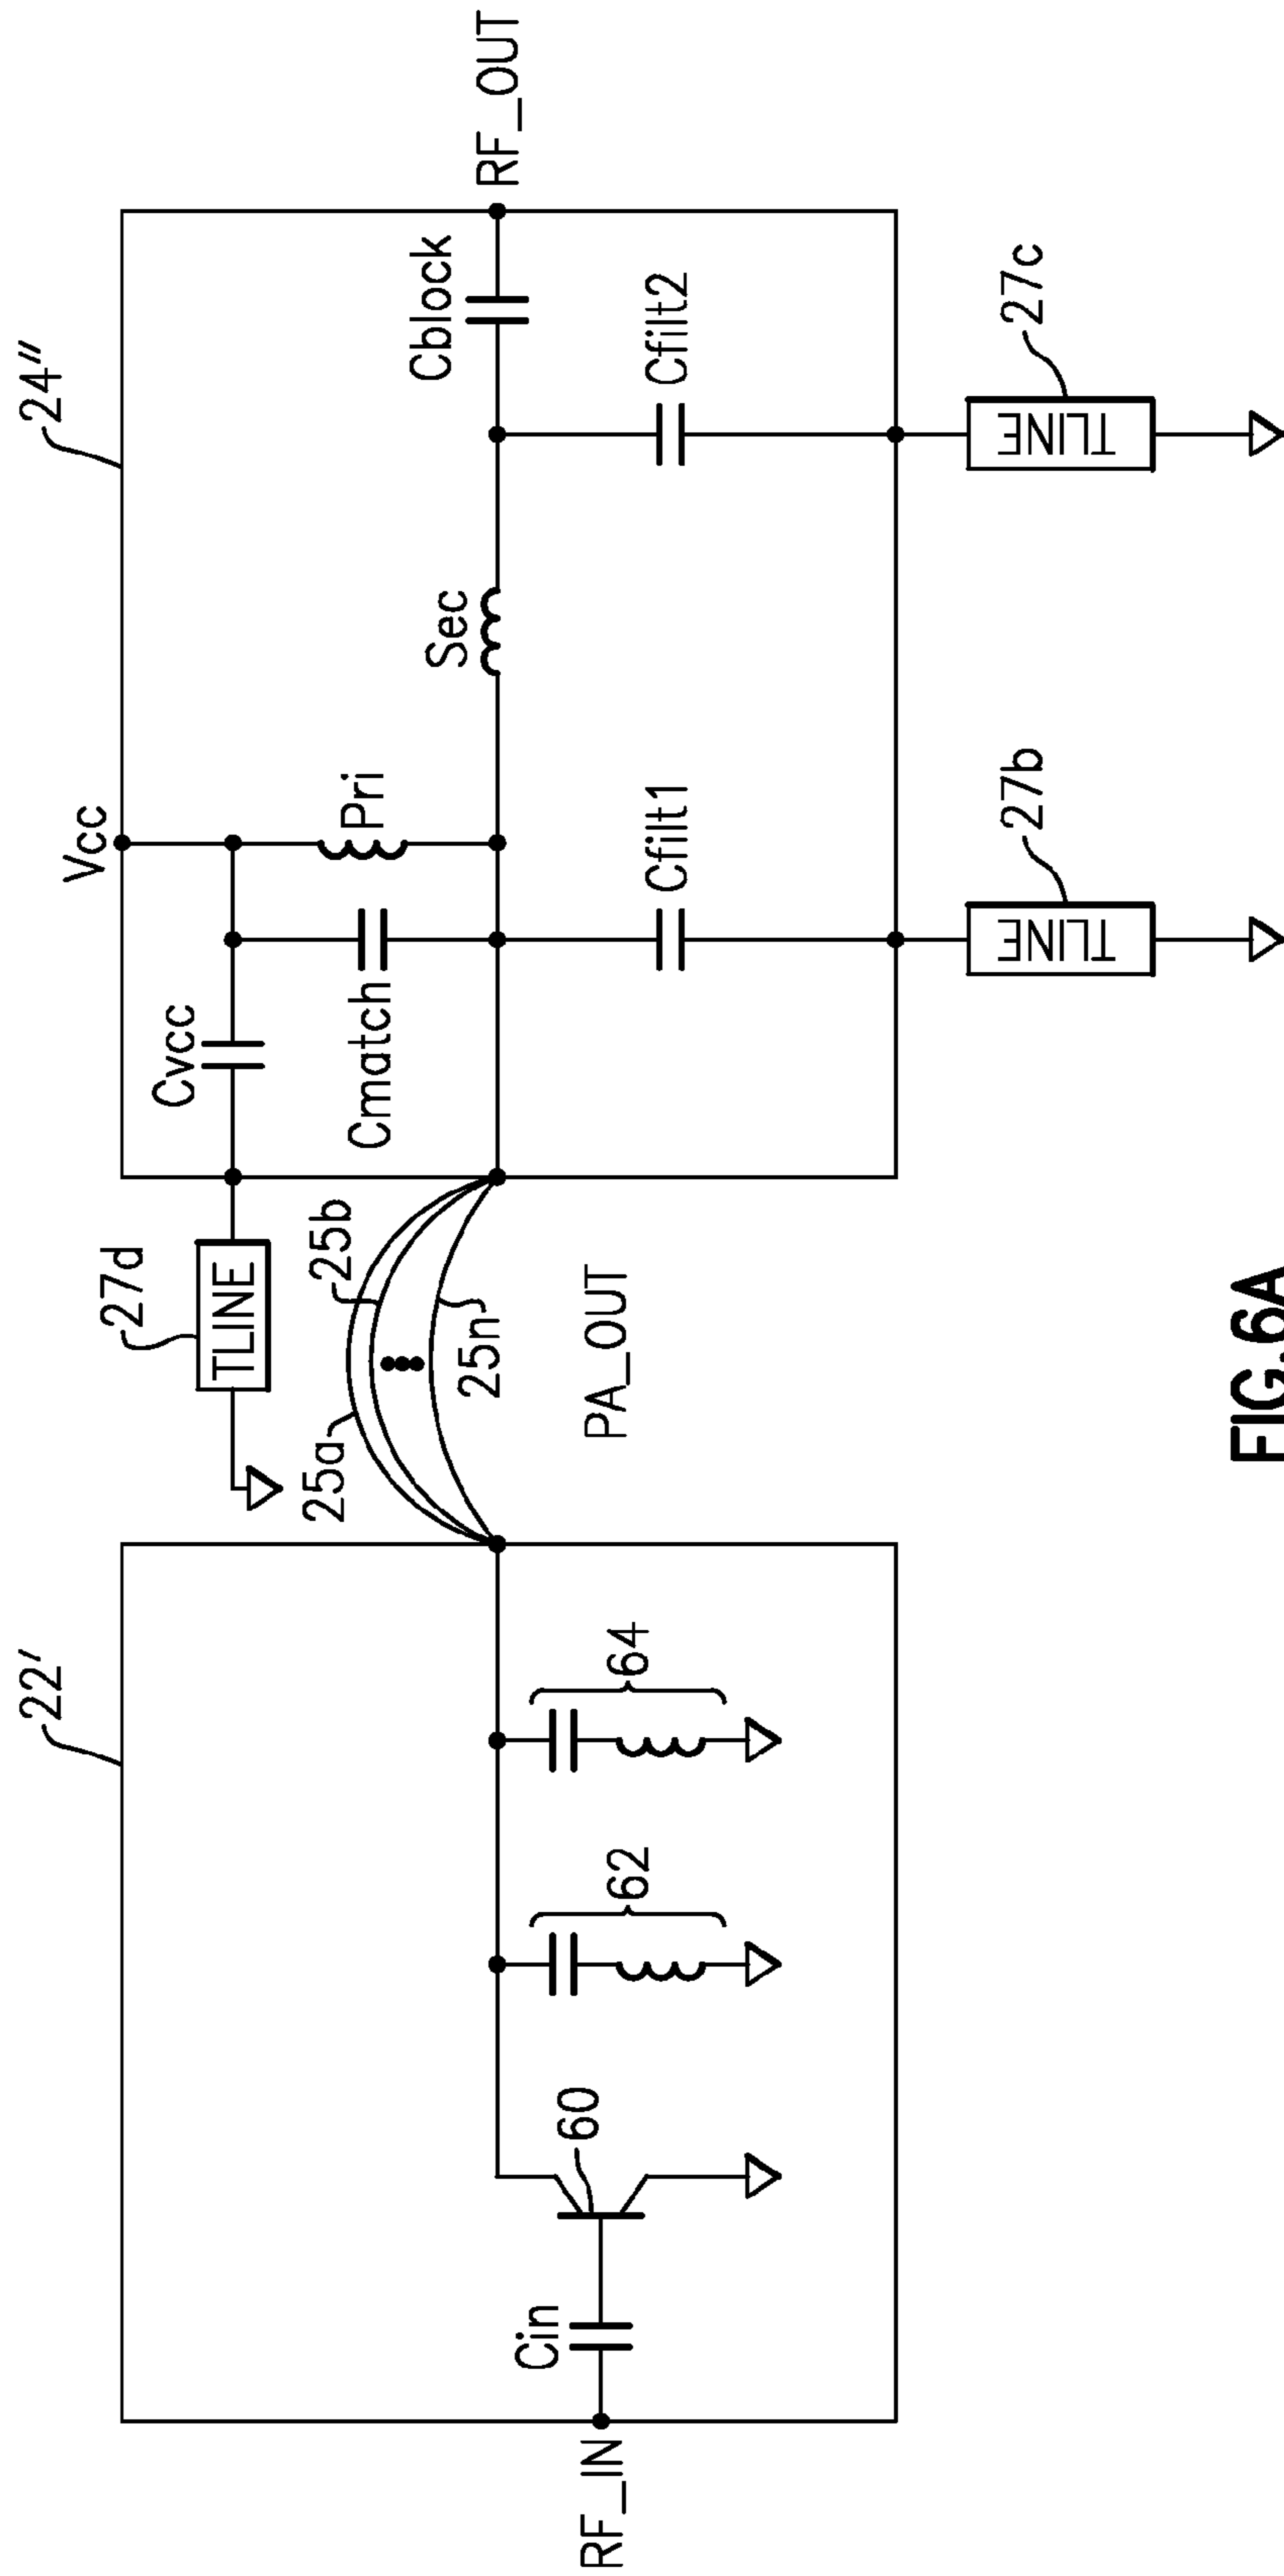 22'
24"
Vcc
27d
TLINE
Cvcc
Pri
Cmatch
25a
25b
25n
PA_OUT
Sec
Cblock
RF_OUT
Cfilt1
Cfilt2
27b
TLINE
27c
TLINE
RF_IN
Cin
60
62
64
FIG.6A